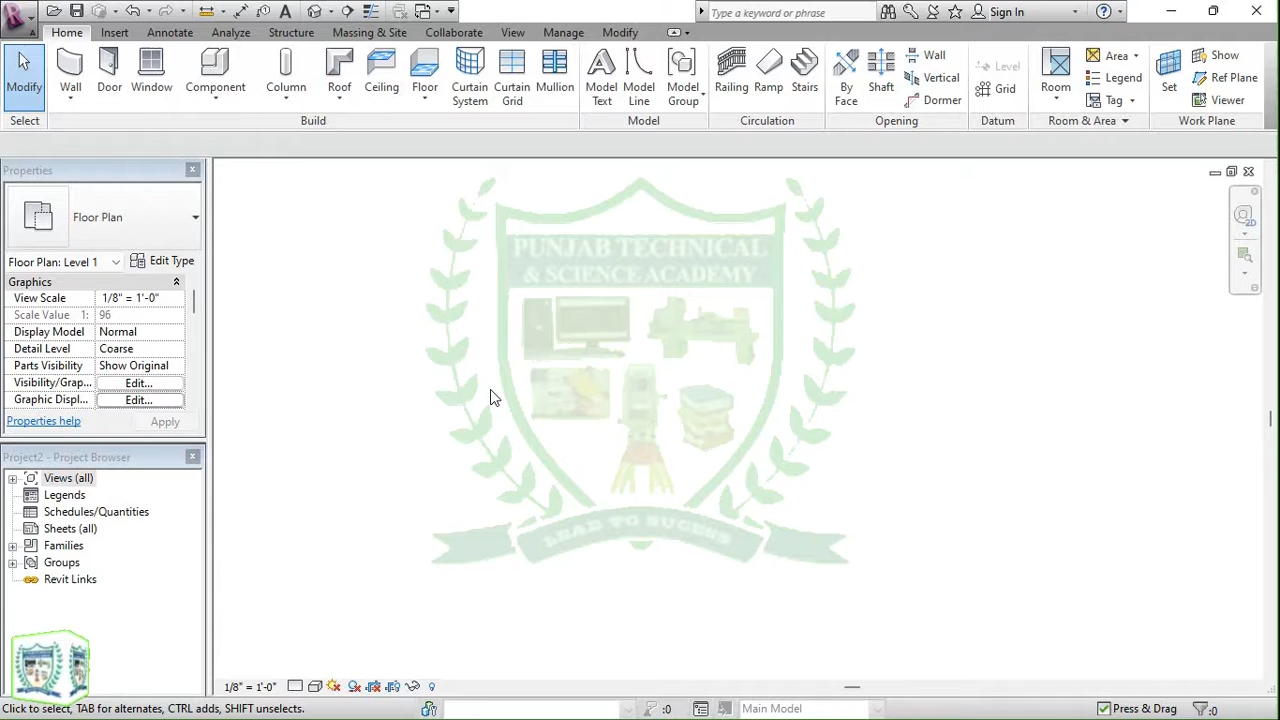 Type a keyword or phrase
Sign In
Home Insert Annotate Analyze Structure Massing & Site Collaborate View Manage Modify
Modify
Wall
Door
Window
Component
Column
Roof
Ceiling
Floor
Curtain System
Curtain Grid
Mullion
Model Text
Model Line
Model Group
Railing
Ramp
Stairs
By Face
Shaft
Wall
Vertical
Dormer
Level
Grid
Room
Area
Legend
Tag
Set
Show
Ref Plane
Viewer
Select
Build
Model
Circulation
Opening
Datum
Room & Area
Work Plane
Properties
Floor Plan
Floor Plan: Level 1
Edit Type
Graphics
View Scale 1/8" = 1'-0"
Scale Value 1: 96
Display Model Normal
Detail Level Coarse
Parts Visibility Show Original
Visibility/Grap... Edit...
Graphic Displ... Edit...
Properties help
Apply
Project2 - Project Browser
Views (all)
Legends
Schedules/Quantities
Sheets (all)
Families
Groups
Revit Links
PUNJAB TECHNICAL
& SCIENCE ACADEMY
LEAD TO SUCESS
2D
1/8" = 1'-0"
Click to select, TAB for alternates, CTRL adds, SHIFT unselects.
:0
Main Model
Press & Drag
:0